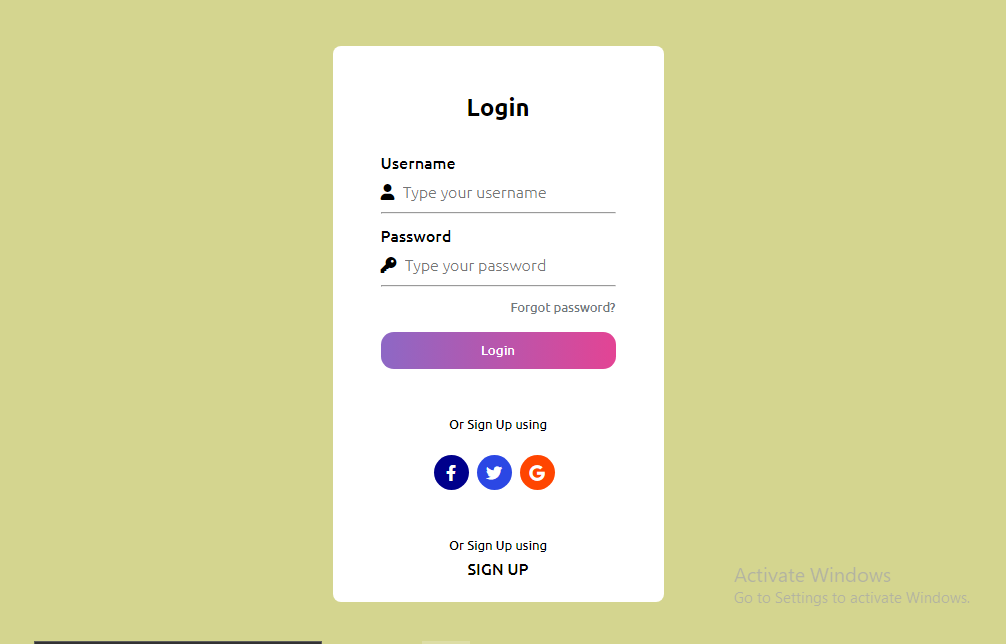 Login
Username
Type your username
Password
Type your password
Forgot password?
Login
Or Sign Up using
Or Sign Up using
SIGN UP
Activate Windows
Go to Settings to activate Windows.